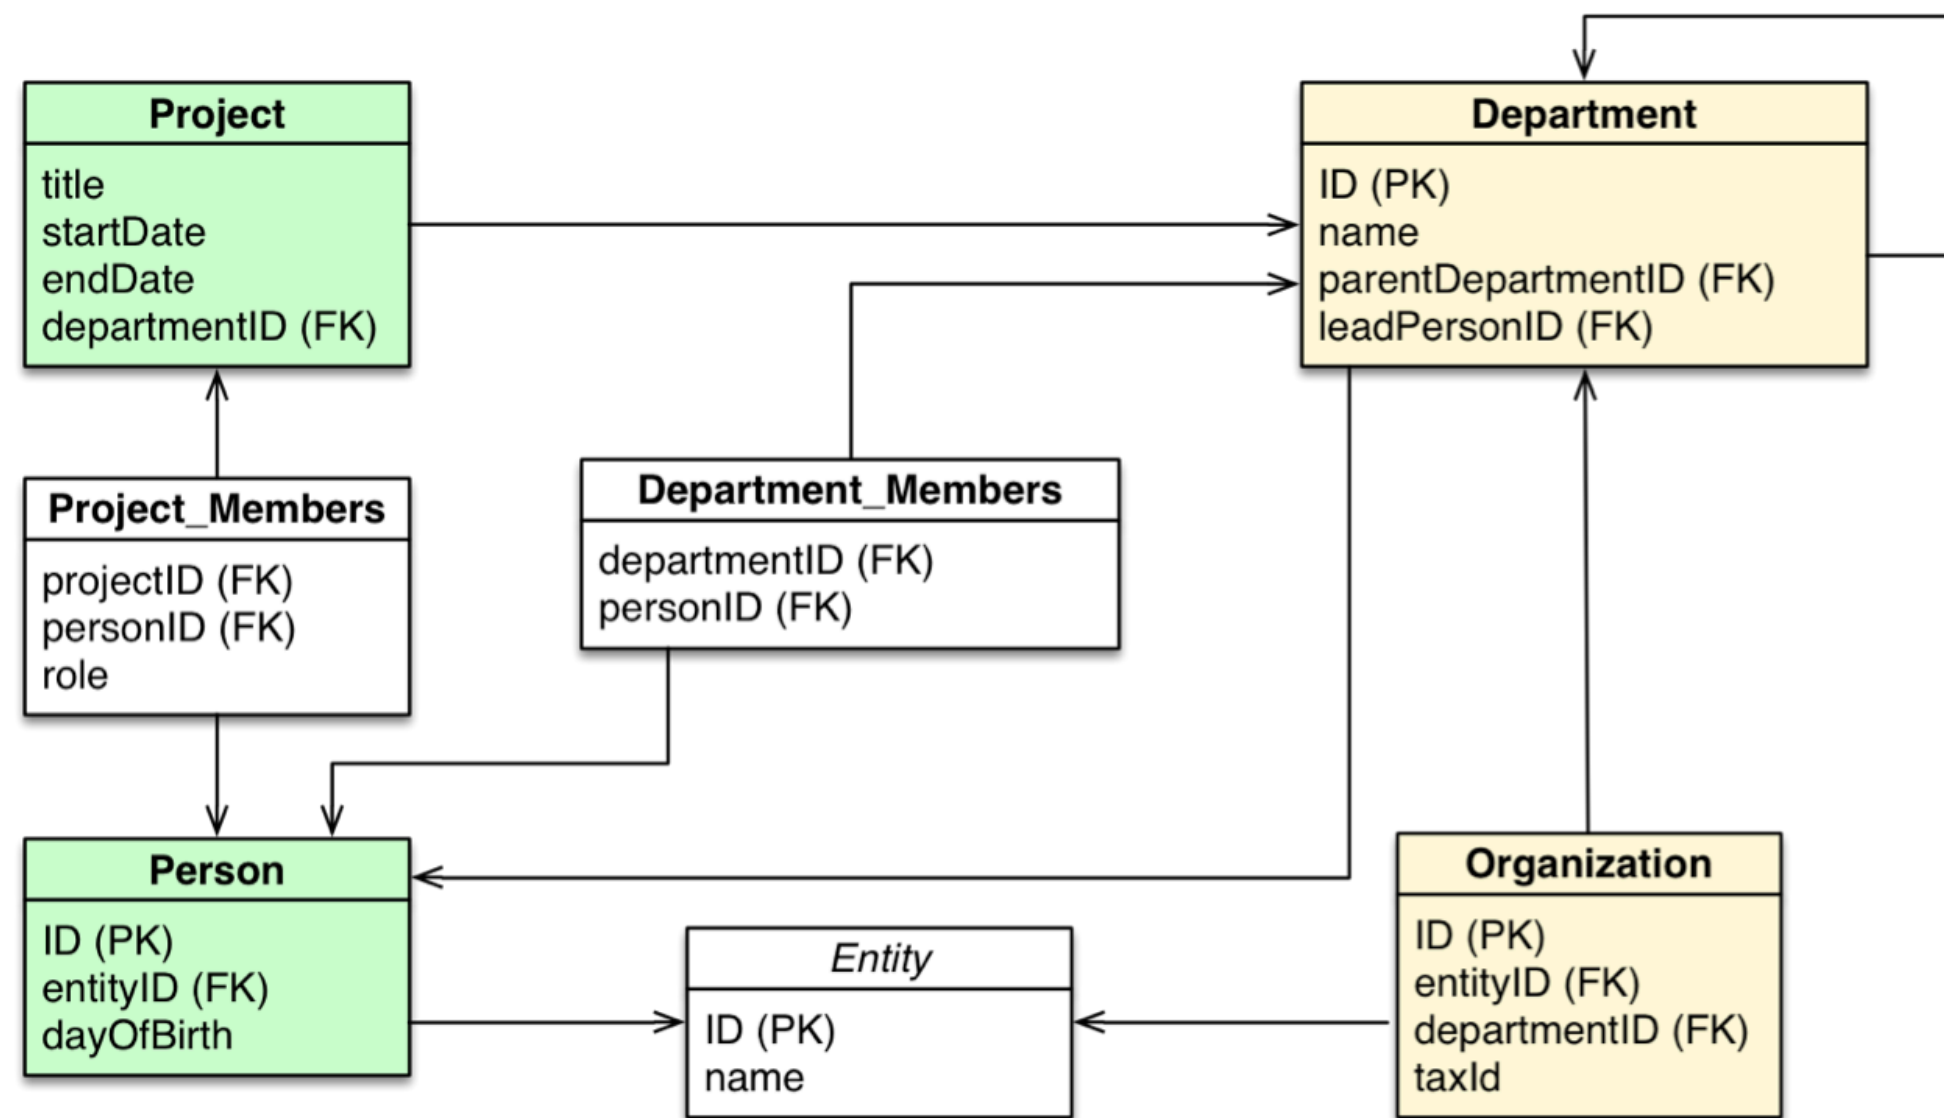 Project
title
startDate
endDate
departmentID (FK)
Department
ID (PK)
name
parentDepartmentID (FK)
leadPersonID (FK)
Project_Members
projectID (FK)
personID (FK)
role
Department_Members
departmentID (FK)
personID (FK)
Person
ID (PK)
entityID (FK)
dayOfBirth
Entity
ID (PK)
name
Organization
ID (PK)
entityID (FK)
departmentID (FK)
taxId